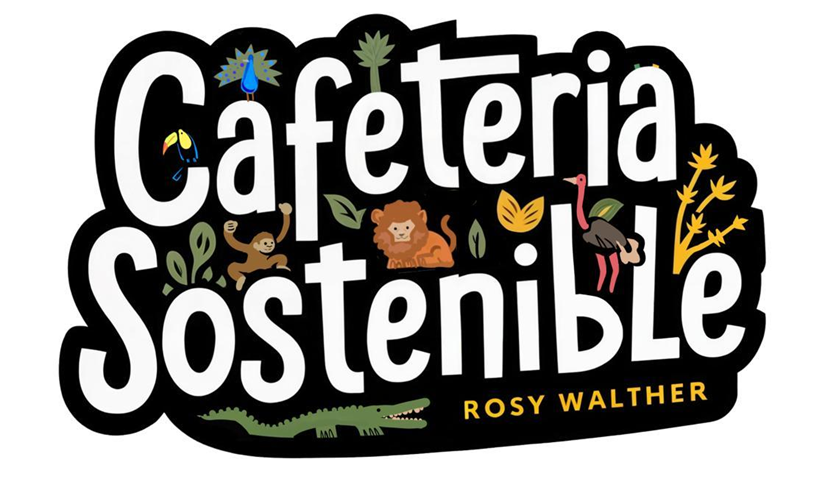 Cafeteria
Sostenible
ROSY WALTHER